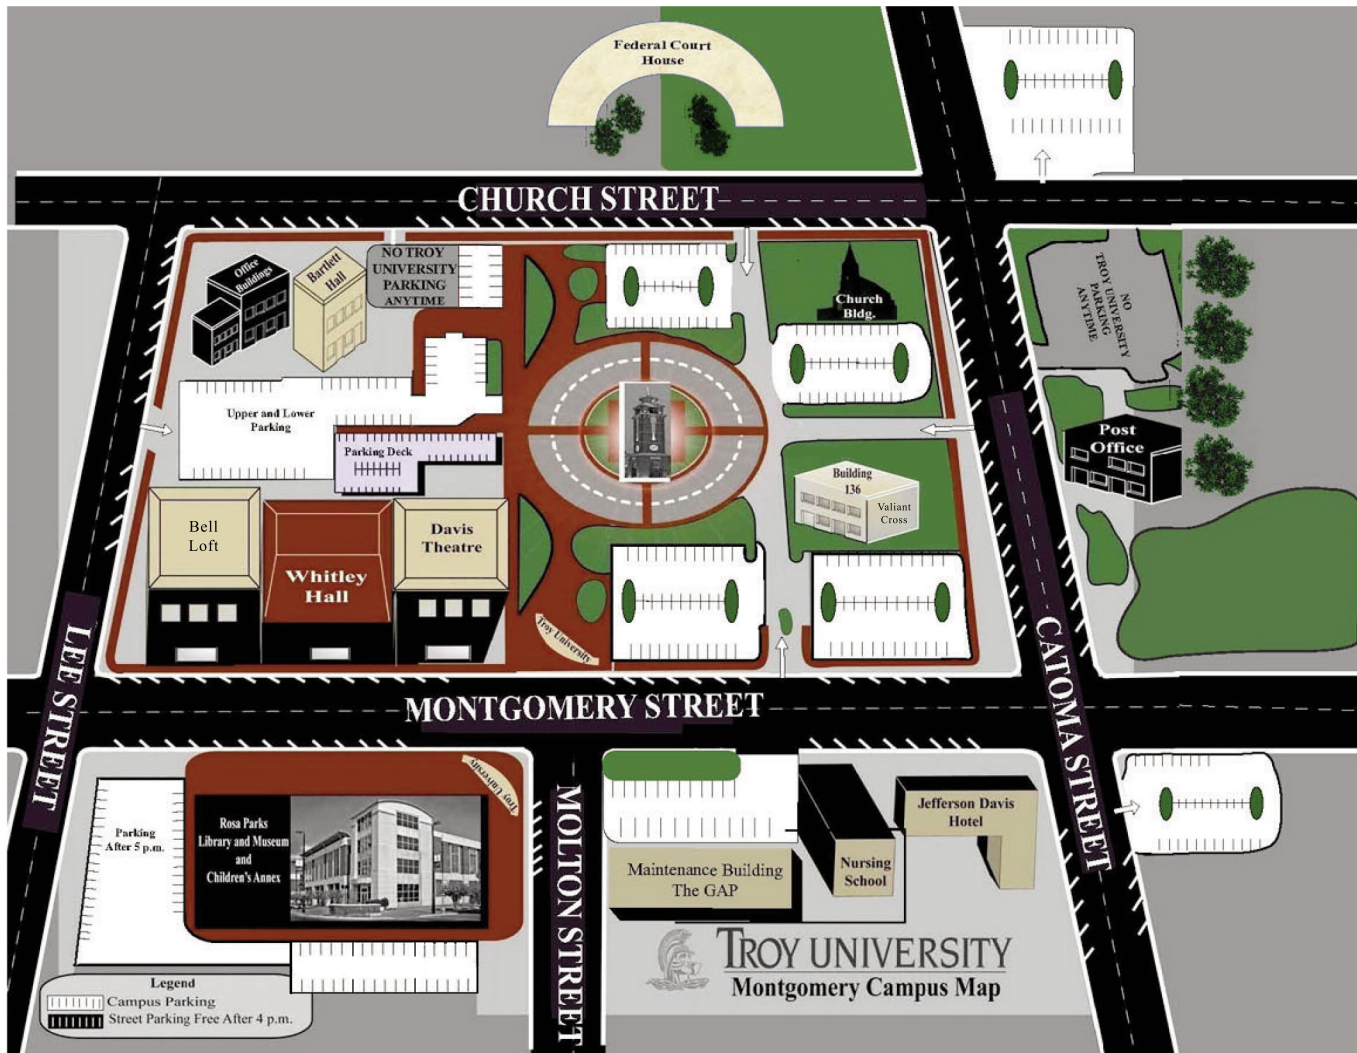 Federal Court
House
CHURCH STREET
Office
Buildings
Bartlett
Hall
NO TROY
UNIVERSITY
PARKING
ANYTIME
Church
Bldg.
NO
TROY UNIVERSITY
PARKING
ANYTIME
Upper and Lower
Parking
Parking Deck
Post
Office
Building
136
Valiant
Cross
Bell
Loft
Whitley
Hall
Davis
Theatre
Troy University
LEE STREET
MONTGOMERY STREET
CATOMA STREET
MOLTON STREET
Parking
After 5 p.m.
Troy University
Rosa Parks
Library and Museum
and
Children's Annex
Maintenance Building
The GAP
Nursing
School
Jefferson Davis
Hotel
TROY UNIVERSITY
Montgomery Campus Map
Legend
Campus Parking
Street Parking Free After 4 p.m.